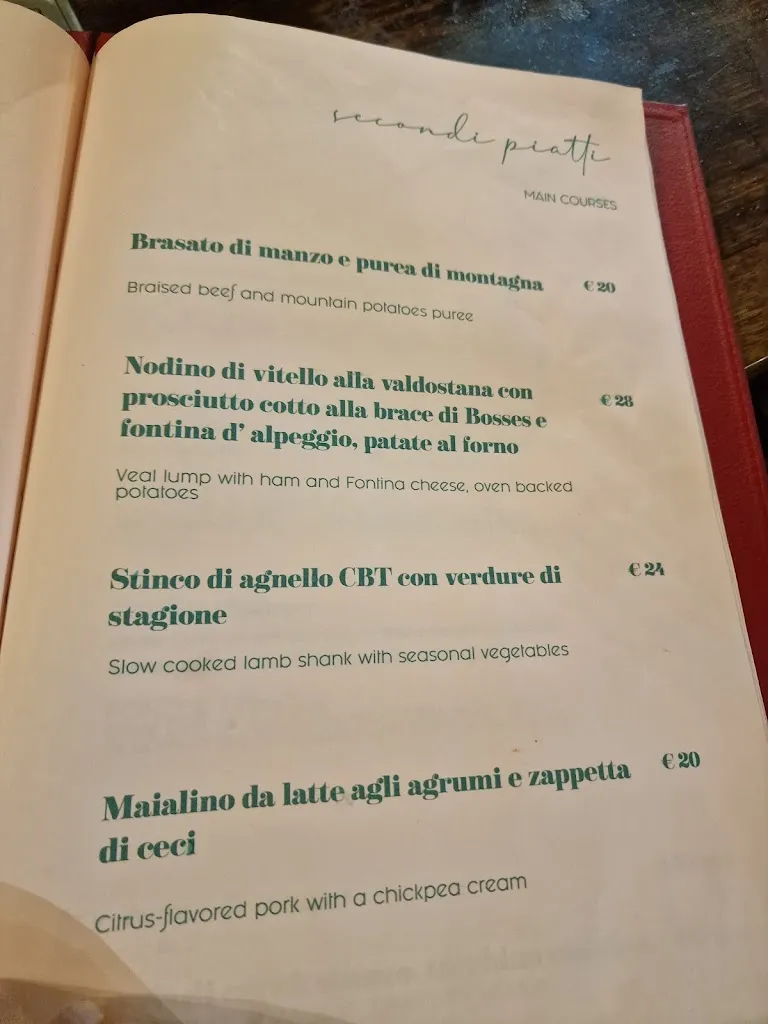 secondi piatti
MAIN COURSES
Brasato di manzo e purea di montagna € 20
Braised beef and mountain potatoes puree
Nodino di vitello alla valdostana con € 28
prosciutto cotto alla brace di Bosses e
fontina d' alpeggio, patate al forno
Veal lump with ham and Fontina cheese, oven backed
potatoes
Stinco di agnello CBT con verdure di € 24
stagione
Slow cooked lamb shank with seasonal vegetables
Maialino da latte agli agrumi e zappetta € 20
di ceci
Citrus-flavored pork with a chickpea cream